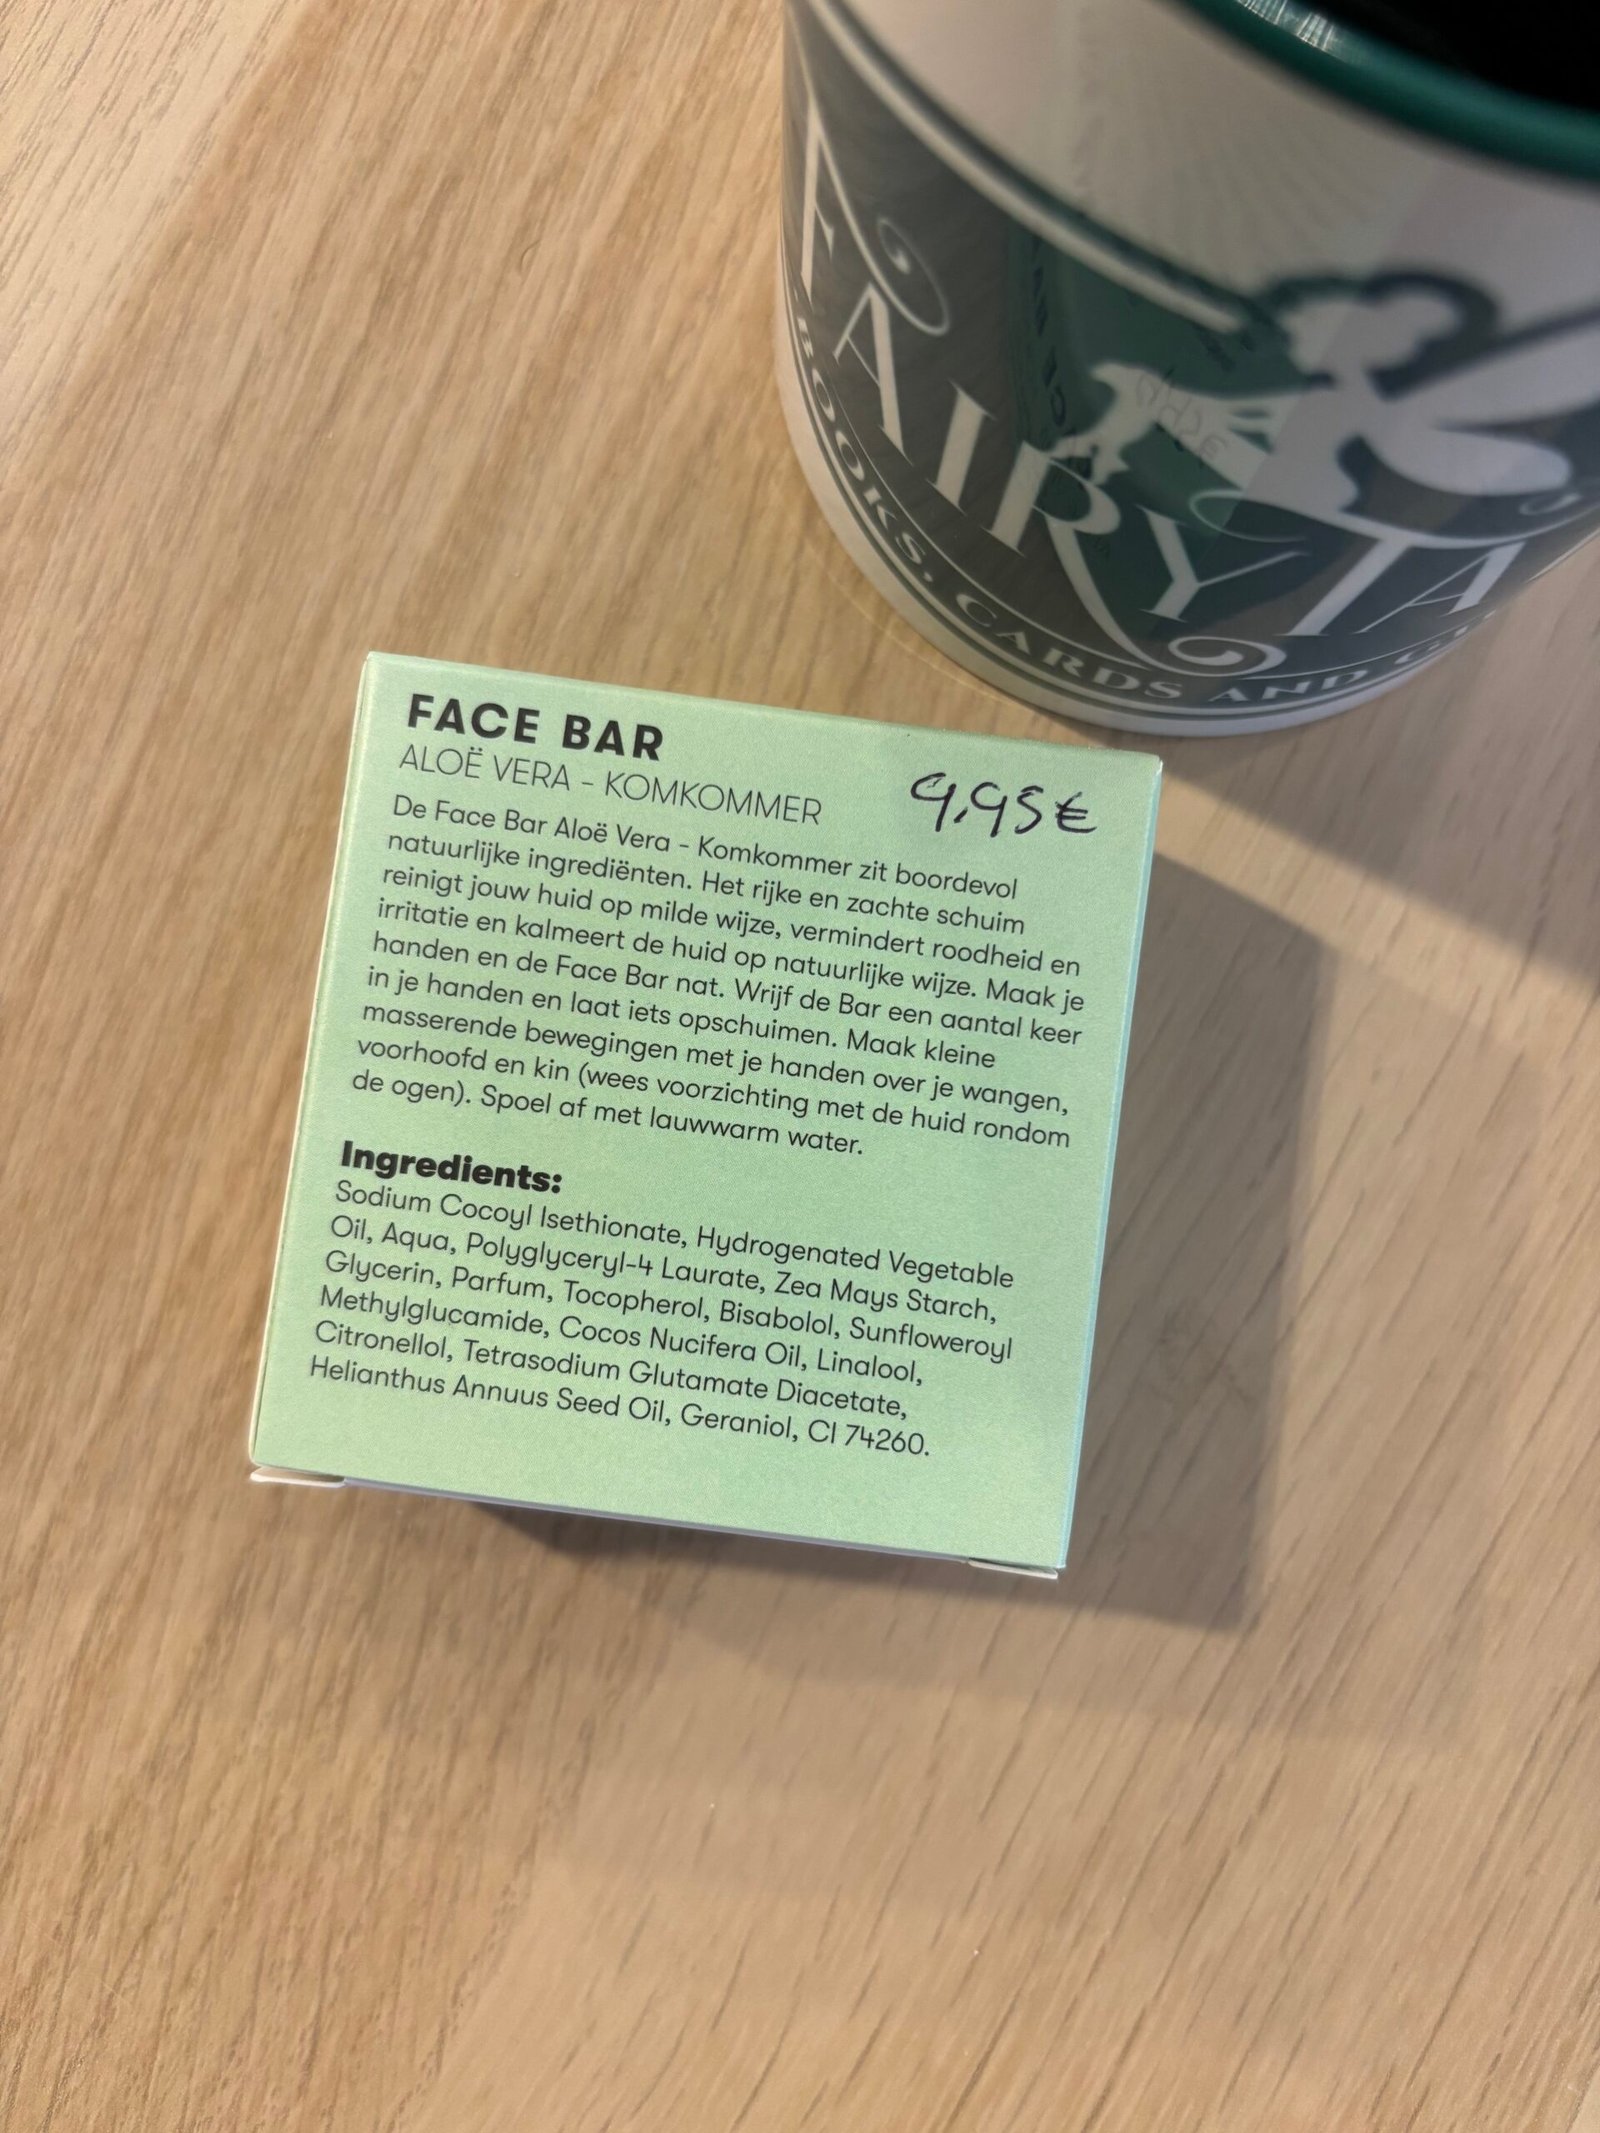 FAIRYTA
BOOKS, CARDS AND
FACE BAR
ALOË VERA - KOMKOMMER
9,95€
De Face Bar Aloë Vera - Komkommer zit boordevol
natuurlijke ingrediënten. Het rijke en zachte schuim
reinigt jouw huid op milde wijze, vermindert roodheid en
irritatie en kalmeert de huid op natuurlijke wijze. Maak je
handen en de Face Bar nat. Wrijf de Bar een aantal keer
in je handen en laat iets opschuimen. Maak kleine
masserende bewegingen met je handen over je wangen,
voorhoofd en kin (wees voorzichting met de huid rondom
de ogen). Spoel af met lauwwarm water.
Ingredients:
Sodium Cocoyl Isethionate, Hydrogenated Vegetable
Oil, Aqua, Polyglyceryl-4 Laurate, Zea Mays Starch,
Glycerin, Parfum, Tocopherol, Bisabolol, Sunfloweroyl
Methylglucamide, Cocos Nucifera Oil, Linalool,
Citronellol, Tetrasodium Glutamate Diacetate,
Helianthus Annuus Seed Oil, Geraniol, CI 74260.